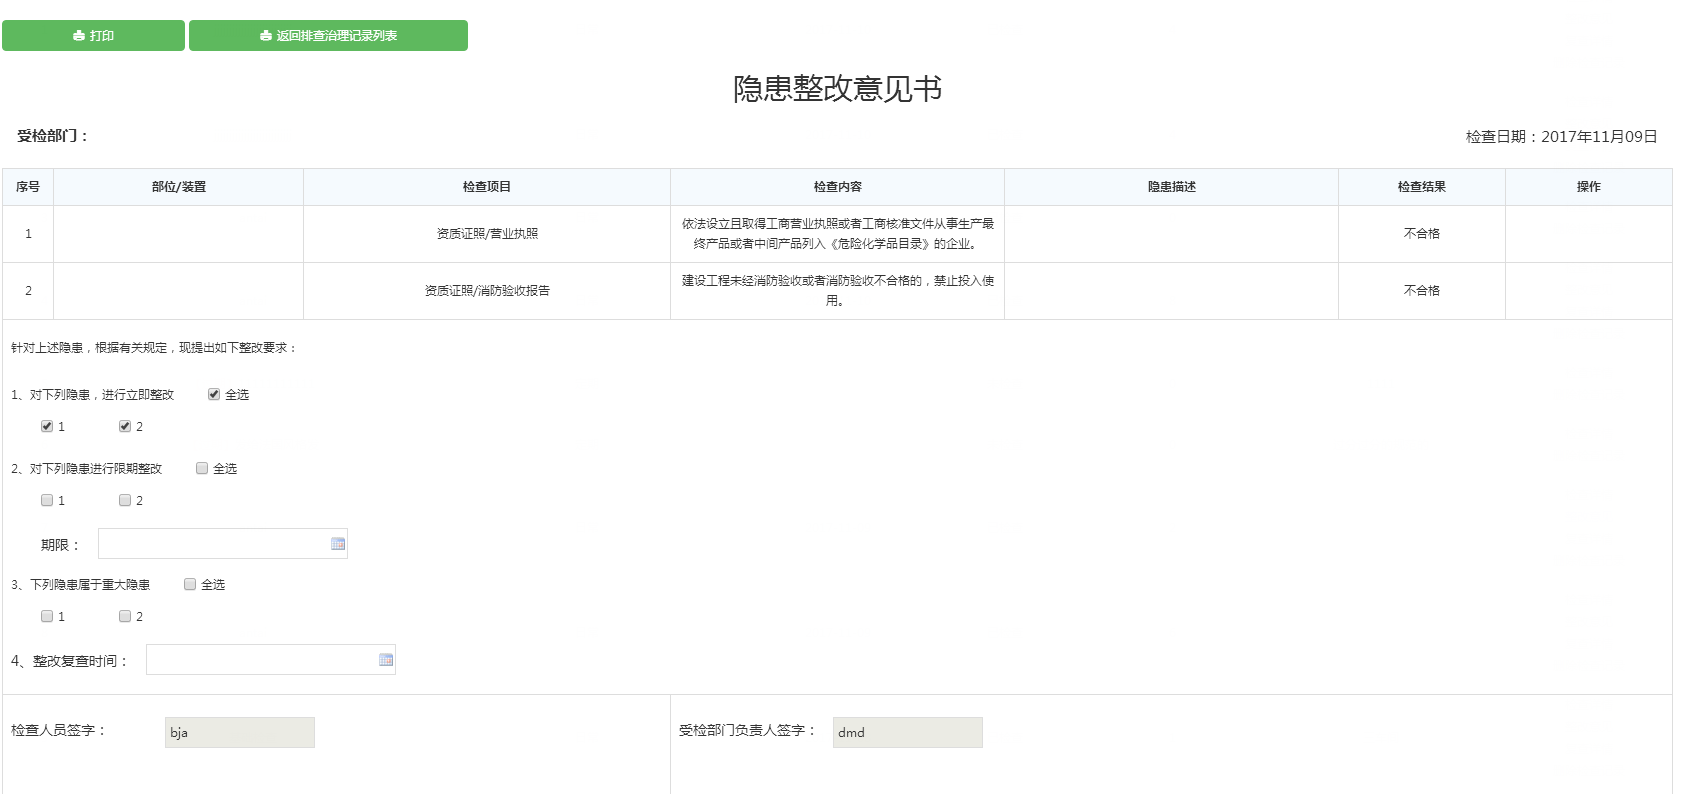 打印 返回排查治理记录列表
隐患整改意见书
受检部门：
检查日期：2017年11月09日
序号 部位/装置 检查项目 检查内容 隐患描述 检查结果 操作
1 资质证照/营业执照 依法设立且取得工商营业执照或者工商核准文件从事生产最
终产品或者中间产品列入《危险化学品目录》的企业。 不合格
2 资质证照/消防验收报告 建设工程未经消防验收或者消防验收不合格的，禁止投入使
用。 不合格
针对上述隐患，根据有关规定，现提出如下整改要求：
1、对下列隐患，进行立即整改 全选
1 2
2、对下列隐患进行限期整改 全选
1 2
期限：
3、下列隐患属于重大隐患 全选
1 2
4、整改复查时间：
检查人员签字： bja 受检部门负责人签字： dmd